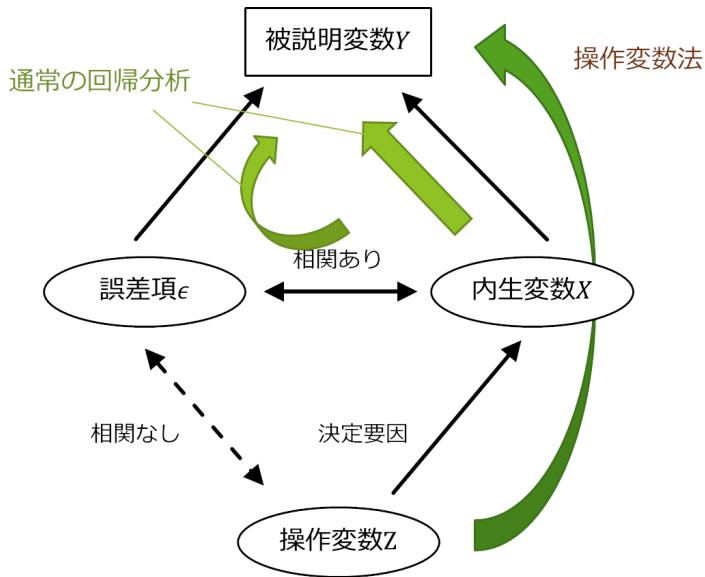 被説明変数Y
操作変数法
通常の回帰分析
相関あり
誤差項ϵ
内生変数X
相関なし
決定要因
操作変数Z